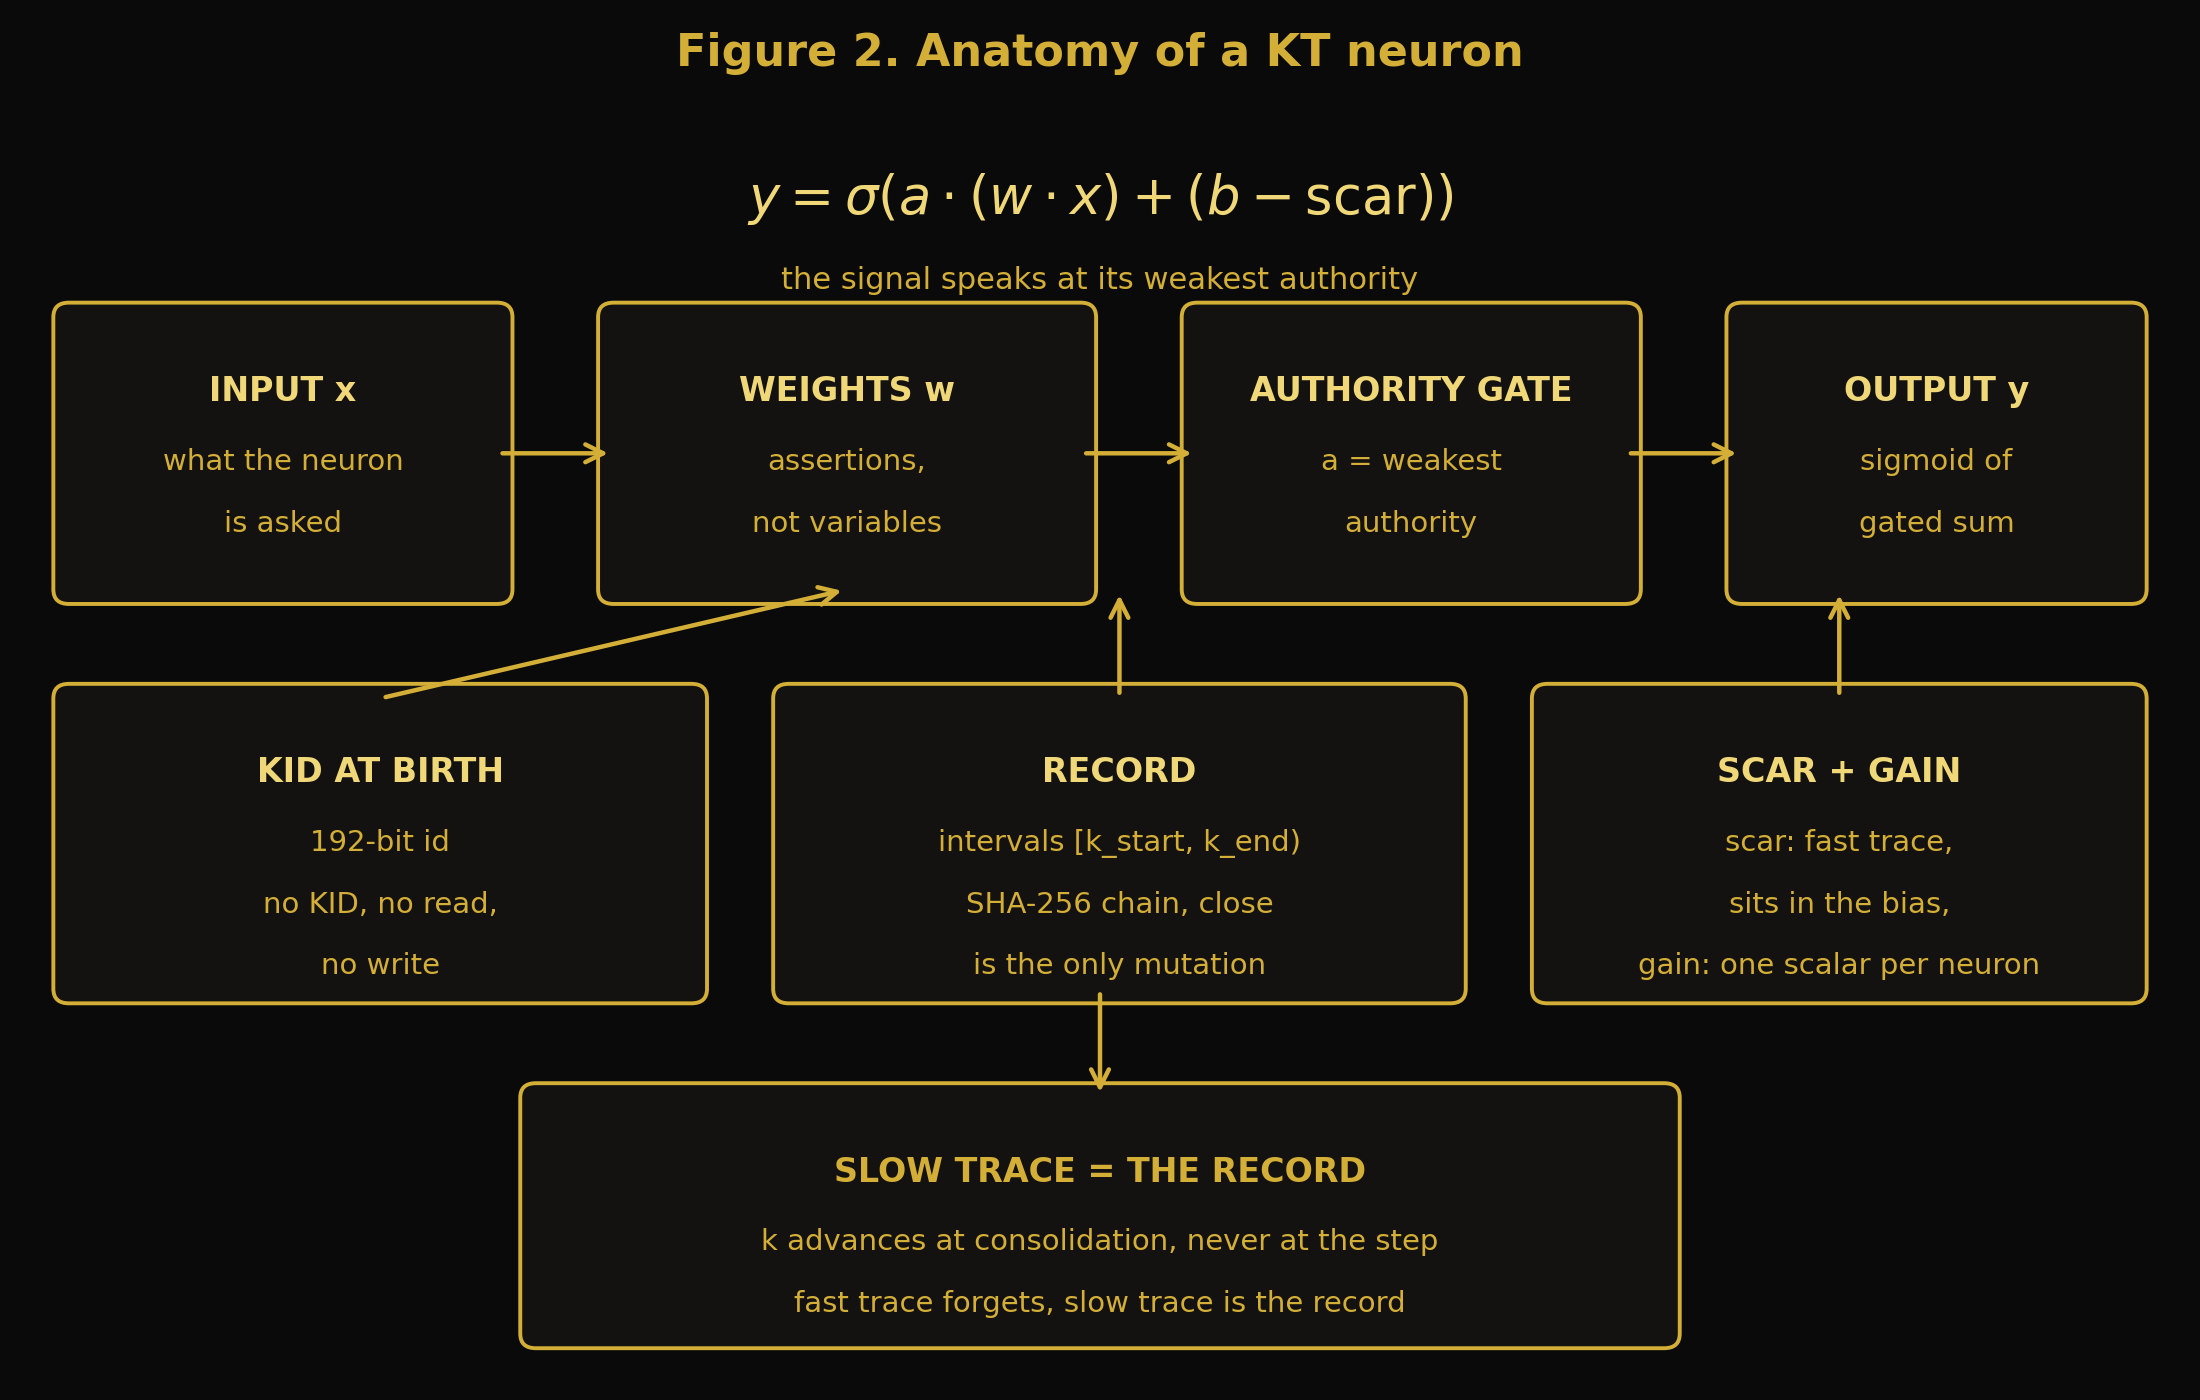 Figure 2. Anatomy of a KT neuron
y = σ(a · (w · x) + (b − scar))
the signal speaks at its weakest authority
INPUT x
what the neuron
is asked
WEIGHTS w
assertions,
not variables
AUTHORITY GATE
a = weakest
authority
OUTPUT y
sigmoid of
gated sum
KID AT BIRTH
192-bit id
no KID, no read,
no write
RECORD
intervals [k_start, k_end)
SHA-256 chain, close
is the only mutation
SCAR + GAIN
scar: fast trace,
sits in the bias,
gain: one scalar per neuron
SLOW TRACE = THE RECORD
k advances at consolidation, never at the step
fast trace forgets, slow trace is the record